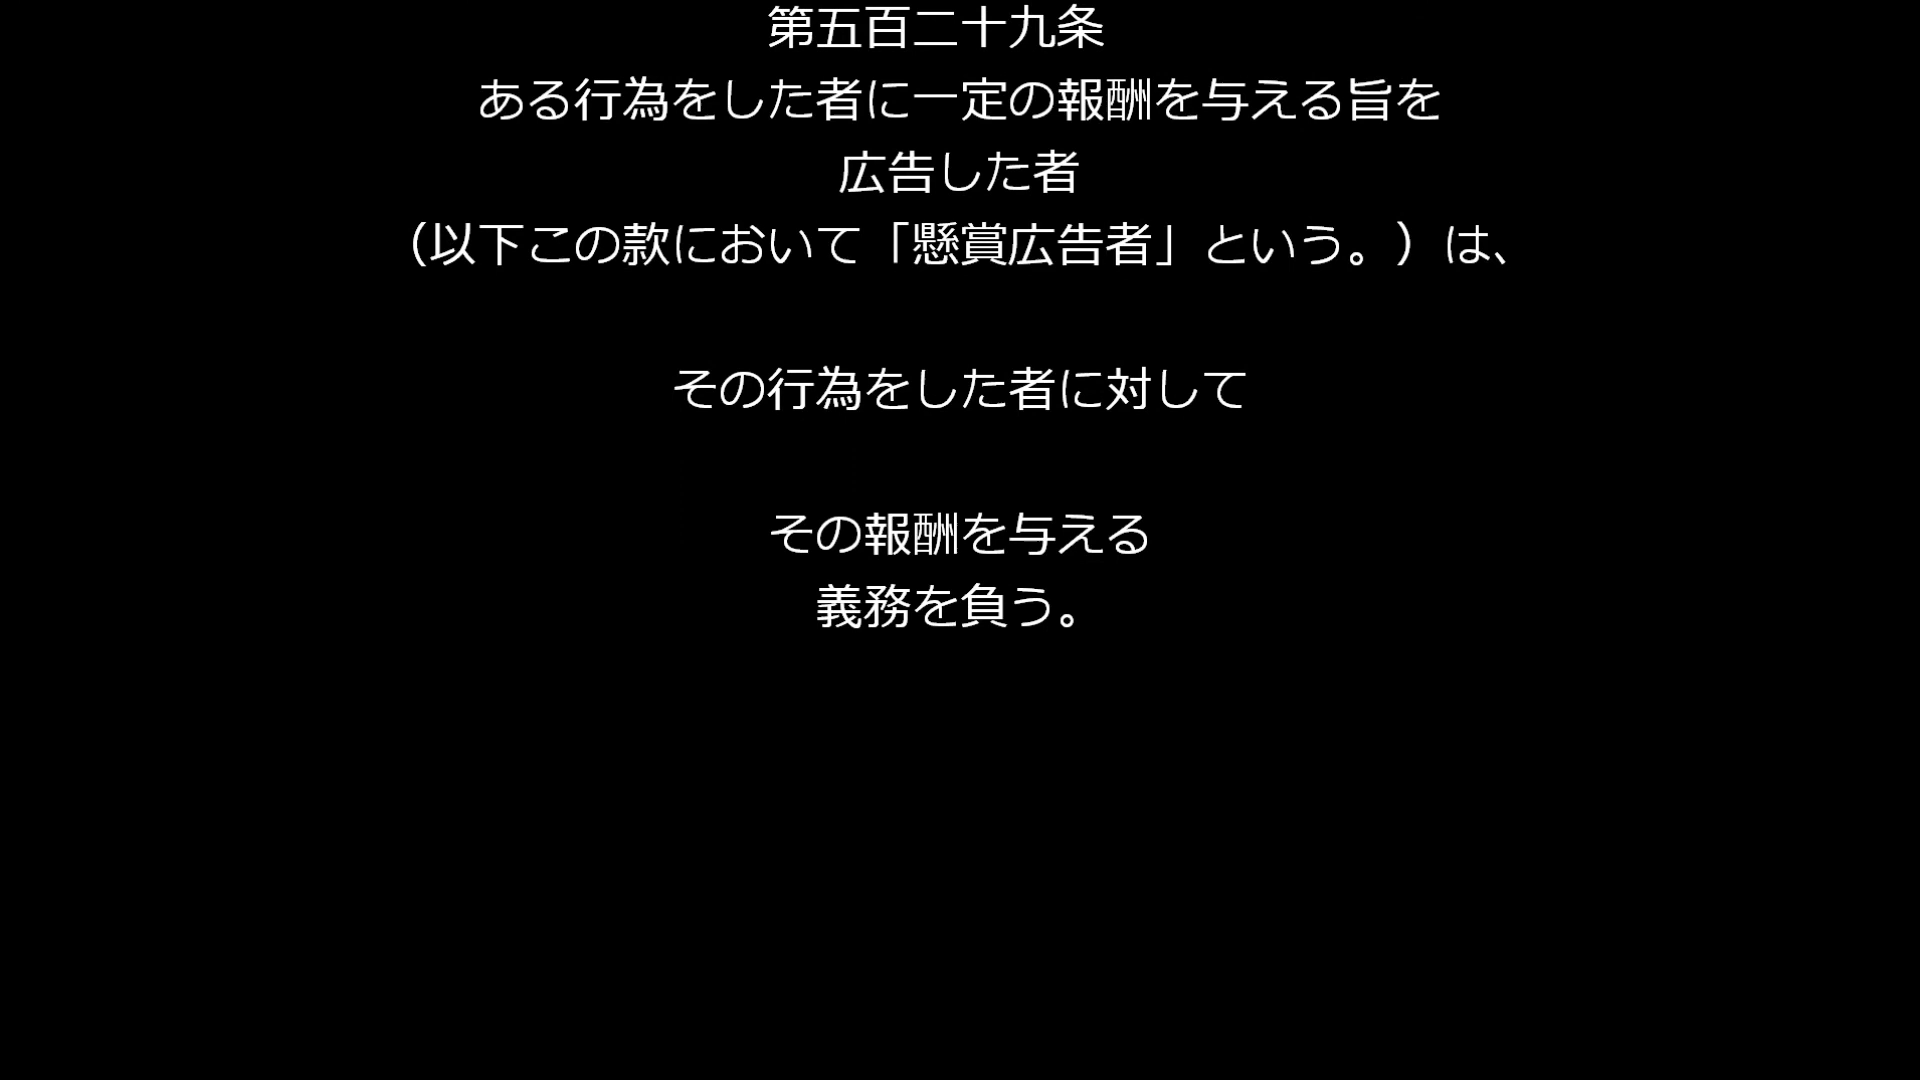 第五百二十九条
ある行為をした者に一定の報酬を与える旨を
広告した者
（以下この款において「懸賞広告者」という。）は、
その行為をした者に対して
その報酬を与える
義務を負う。